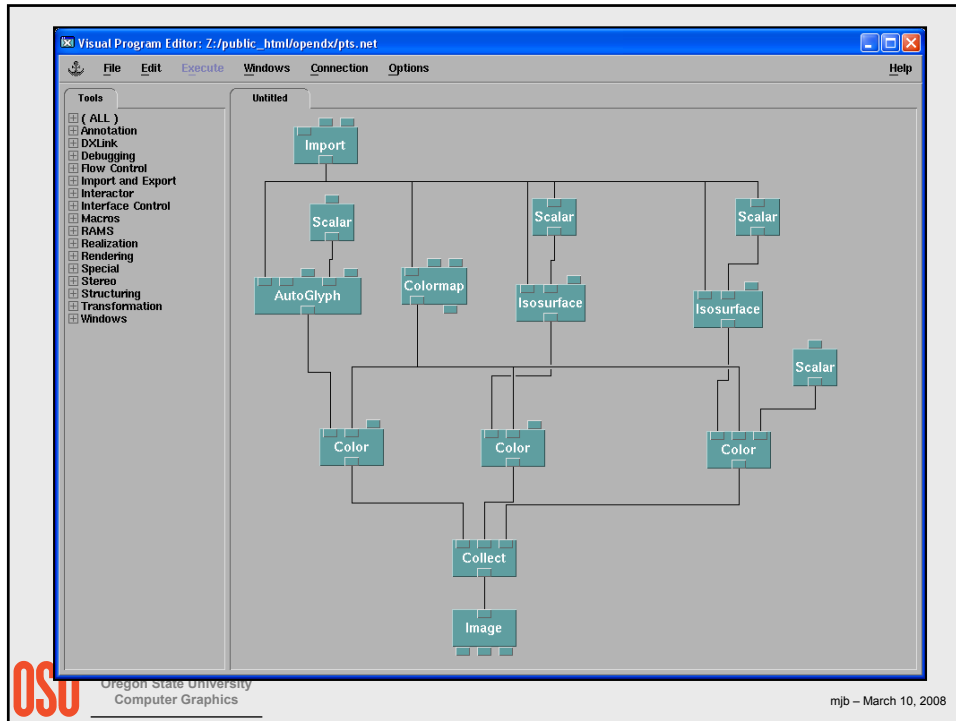 Visual Program Editor: Z:/public_html/opendx/pts.net
File Edit Execute Windows Connection Options Help
Tools
Untitled
( ALL )
Annotation
DXLink
Debugging
Flow Control
Import and Export
Interactor
Interface Control
Macros
RAMS
Realization
Rendering
Special
Stereo
Structuring
Transformation
Windows
Import
Scalar
Scalar
Scalar
AutoGlyph
Colormap
Isosurface
Isosurface
Scalar
Color
Color
Color
Collect
Image
OSU
Oregon State University
Computer Graphics
mjb – March 10, 2008